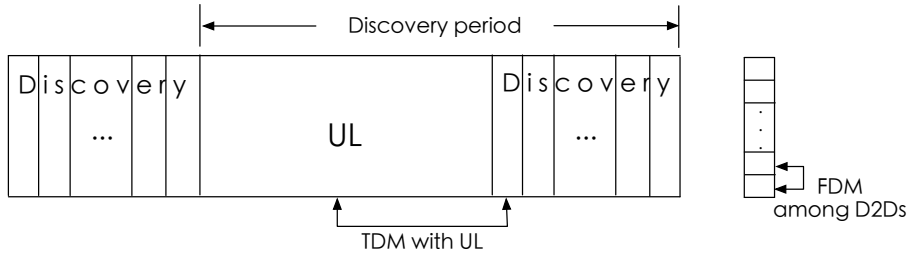 Discovery period
Discovery
Discovery
...
UL
...
.
.
.
FDM
among D2Ds
TDM with UL